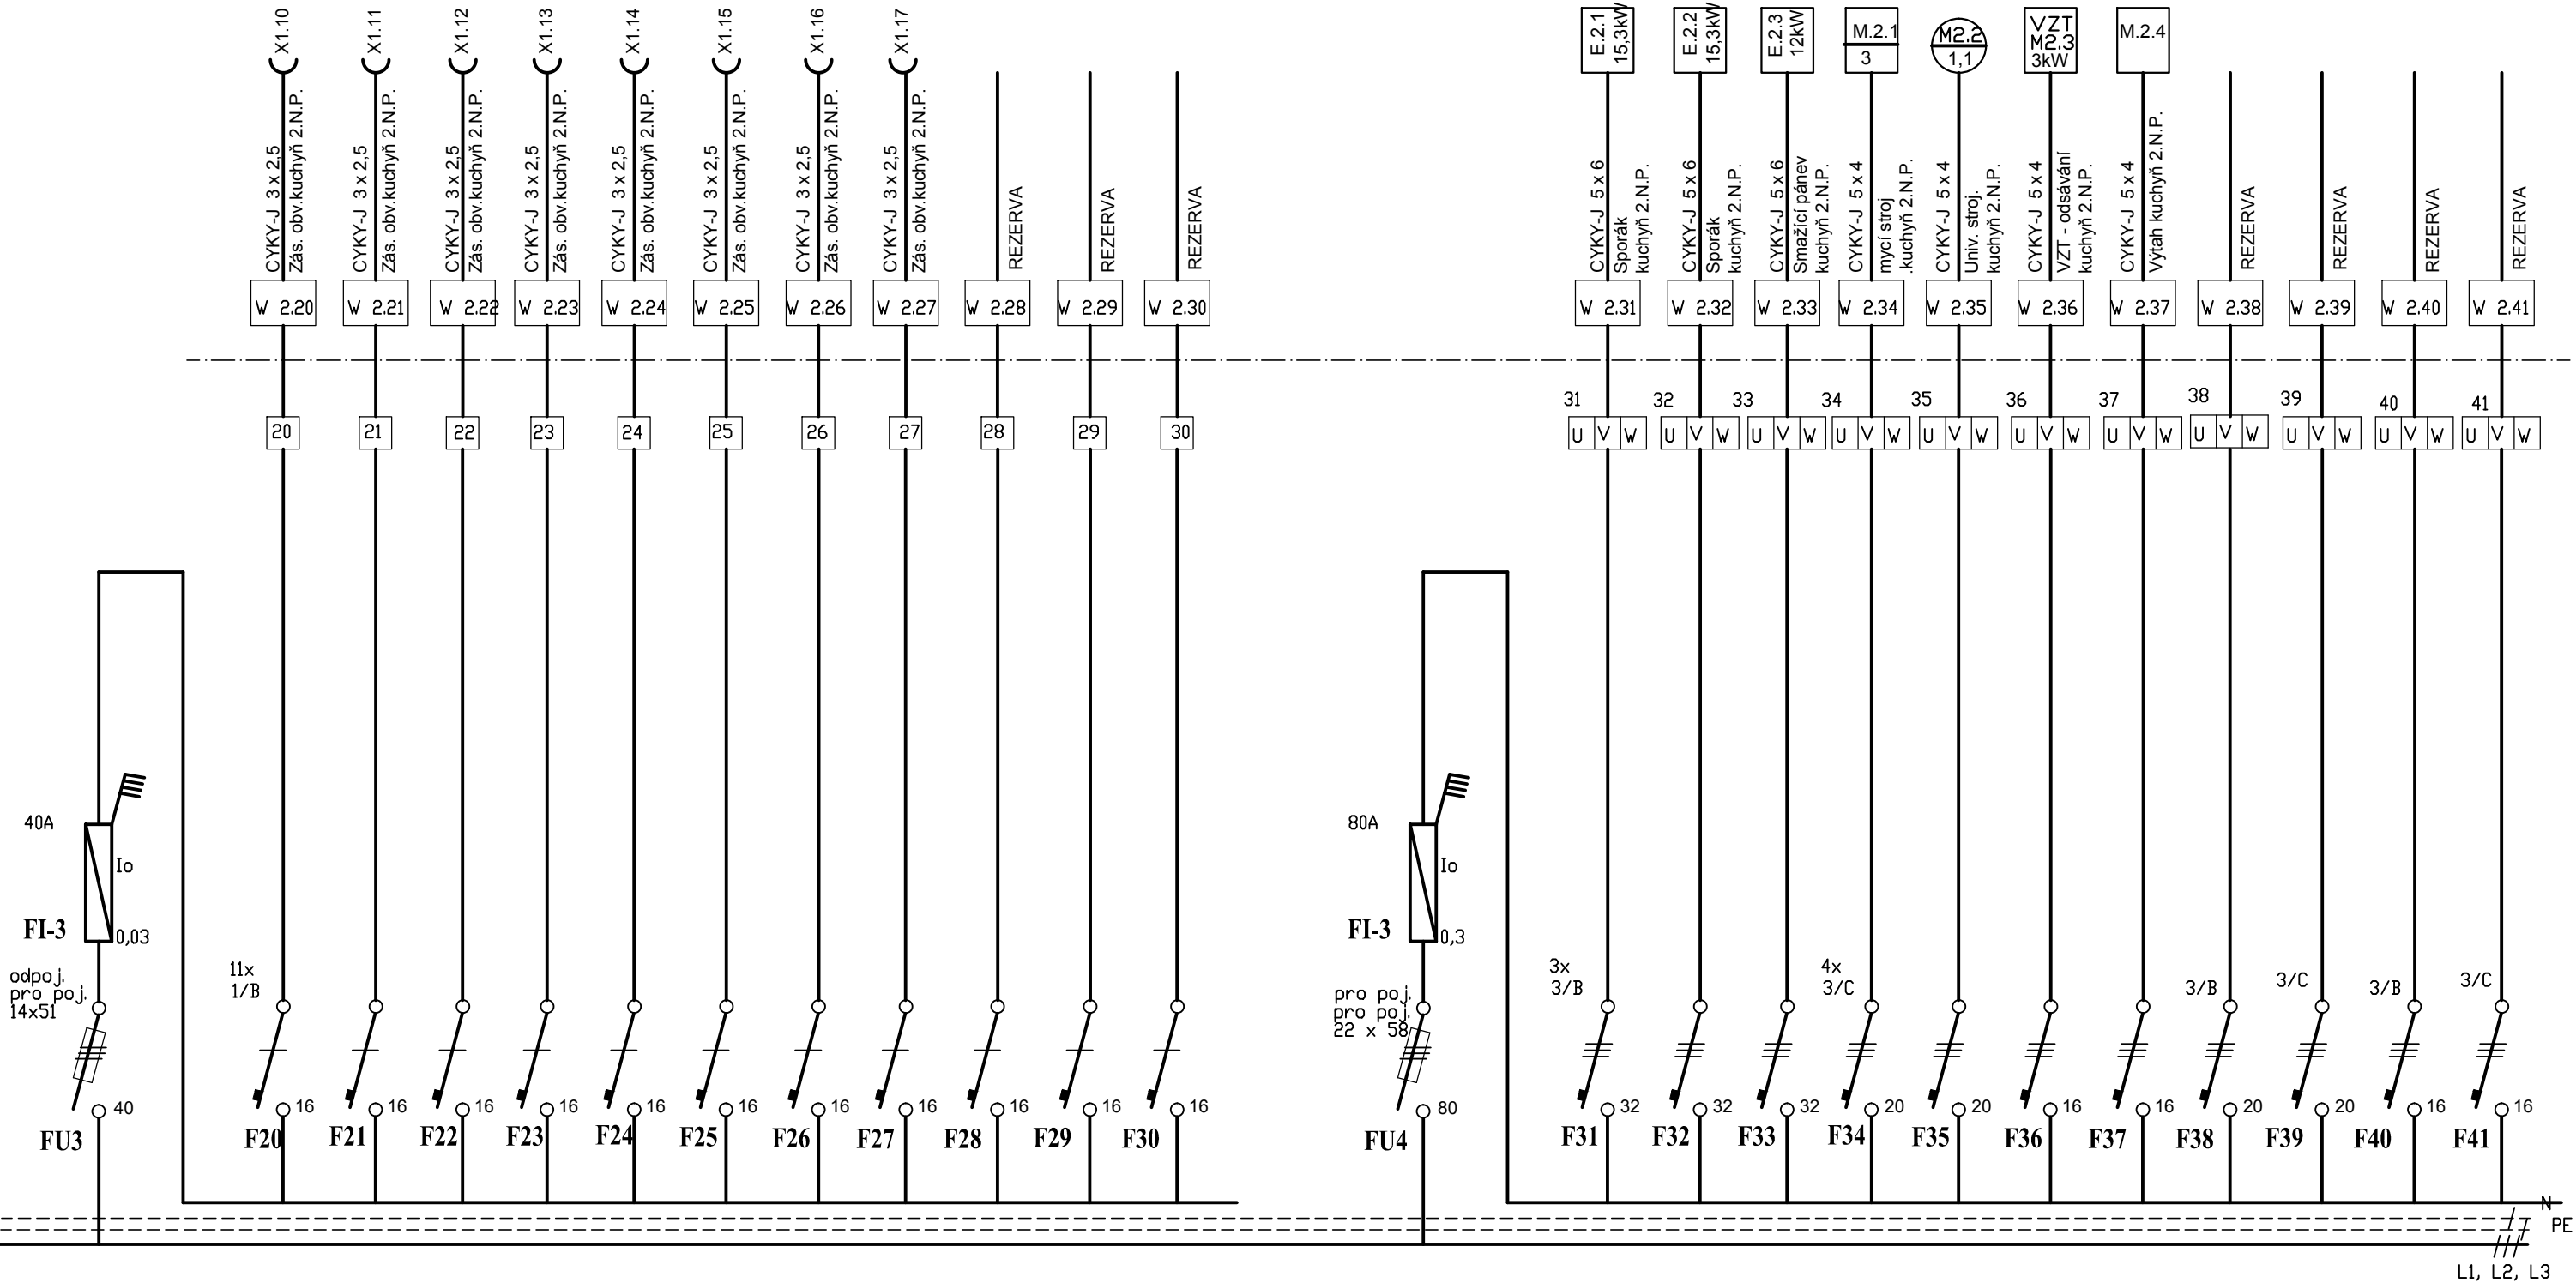 X1.10
X1.11
X1.12
X1.13
X1.14
X1.15
X1.16
X1.17
E.2.1
15,3kW
E.2.2
15,3kW
E.2.3
12kW
M.2.1
3
M2.2
1,1
VZT
M2.3
3kW
M.2.4
CYKY-J 3 x 2,5
Zás. obv.kuchyň 2.N.P.
CYKY-J 3 x 2,5
Zás. obv.kuchyň 2.N.P.
CYKY-J 3 x 2,5
Zás. obv.kuchyň 2.N.P.
CYKY-J 3 x 2,5
Zás. obv.kuchyň 2.N.P.
CYKY-J 3 x 2,5
Zás. obv.kuchyň 2.N.P.
CYKY-J 3 x 2,5
Zás. obv.kuchyň 2.N.P.
CYKY-J 3 x 2,5
Zás. obv.kuchyň 2.N.P.
CYKY-J 3 x 2,5
Zás. obv.kuchyň 2.N.P.
REZERVA
REZERVA
REZERVA
CYKY-J 5 x 6
Sporák
kuchyň 2.N.P.
CYKY-J 5 x 6
Sporák
kuchyň 2.N.P.
CYKY-J 5 x 6
Smažicí pánev
kuchyň 2.N.P.
CYKY-J 5 x 4
mycí stroj
.kuchyň 2.N.P.
CYKY-J 5 x 4
Univ. stroj.
kuchyň 2.N.P.
CYKY-J 5 x 4
VZT - odsávání
kuchyň 2.N.P.
CYKY-J 5 x 4
Výtah kuchyň 2.N.P.
REZERVA
REZERVA
REZERVA
REZERVA
W 2.20
W 2.21
W 2.22
W 2.23
W 2.24
W 2.25
W 2.26
W 2.27
W 2.28
W 2.29
W 2.30
W 2.31
W 2.32
W 2.33
W 2.34
W 2.35
W 2.36
W 2.37
W 2.38
W 2.39
W 2.40
W 2.41
31
32
33
34
35
36
37
38
39
40
41
20
21
22
23
24
25
26
27
28
29
30
U V W
U V W
U V W
U V W
U V W
U V W
U V W
U V W
U V W
U V W
U V W
40A
Io
FI-3
0,03
odpoj.
pro poj.
14x51
40
FU3
11x
1/B
16
16
16
16
16
16
16
16
16
16
16
F20
F21
F22
F23
F24
F25
F26
F27
F28
F29
F30
80A
Io
FI-3
0,3
pro poj.
pro poj.
22 x 58
80
FU4
3x
3/B
4x
3/C
3/B
3/C
3/B
3/C
32
32
32
20
20
16
16
20
20
16
16
F31
F32
F33
F34
F35
F36
F37
F38
F39
F40
F41
N
PE
L1, L2, L3